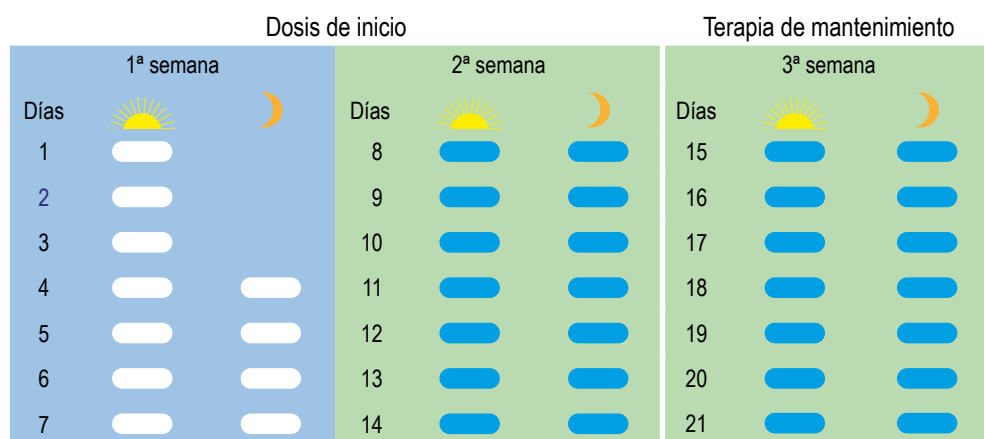 Dosis de inicio Terapia de mantenimiento
1ª semana 2ª semana 3ª semana
Días Días Días
1 8 15
2 9 16
3 10 17
4 11 18
5 12 19
6 13 20
7 14 21